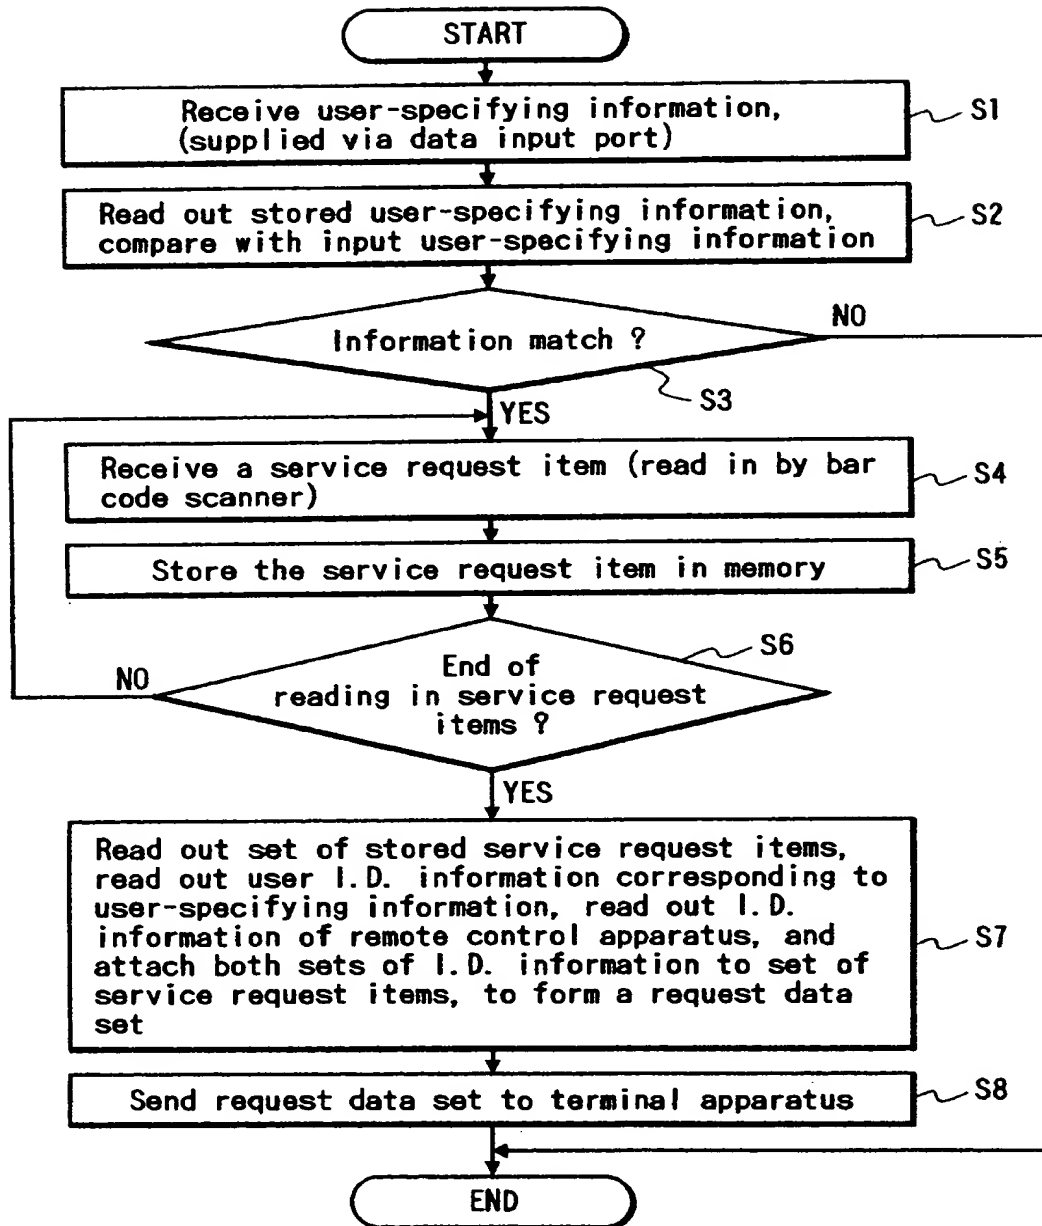 START
Receive user-specifying information,
(supplied via data input port)
S1
Read out stored user-specifying information,
compare with input user-specifying information
S2
Information match ?
NO
S3
YES
Receive a service request item (read in by bar
code scanner)
S4
Store the service request item in memory
S5
End of
reading in service request
items ?
S6
NO
YES
Read out set of stored service request items,
read out user I.D. information corresponding to
user-specifying information, read out I.D.
information of remote control apparatus, and
attach both sets of I.D. information to set of
service request items, to form a request data
set
S7
Send request data set to terminal apparatus
S8
END